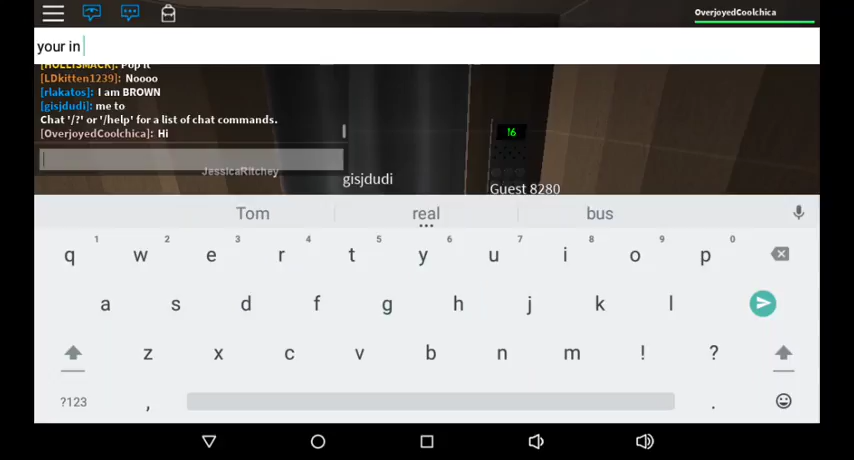 OverjoyedCoolchica
your in
[HOLLYSMACK]: Pop it
[LDkitten1239]: Noooo
[rlakatos]: I am BROWN
[gisjdudi]: me to
Chat '/?' or '/help' for a list of chat commands.
[OverjoyedCoolchica]: Hi
16
JessicaRitchey
gisjdudi
Guest 8280
Tom real bus
1 2 3 4 5 6 7 8 9 0
q w e r t y u i o p
a s d f g h j k l
z x c v b n m ! ?
?123 , .